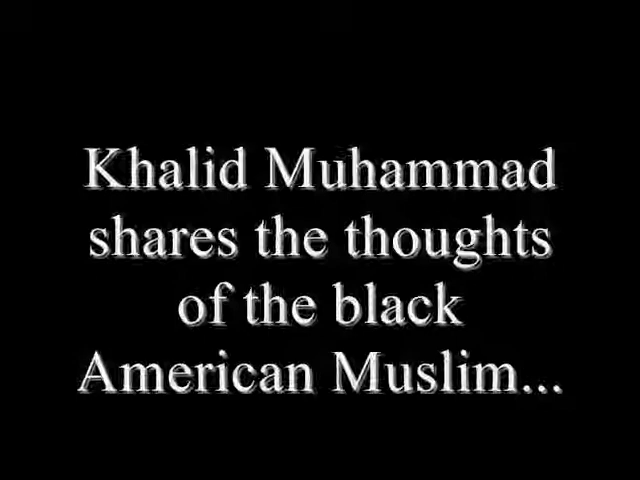 Khalid Muhammad
shares the thoughts
of the black
American Muslim...